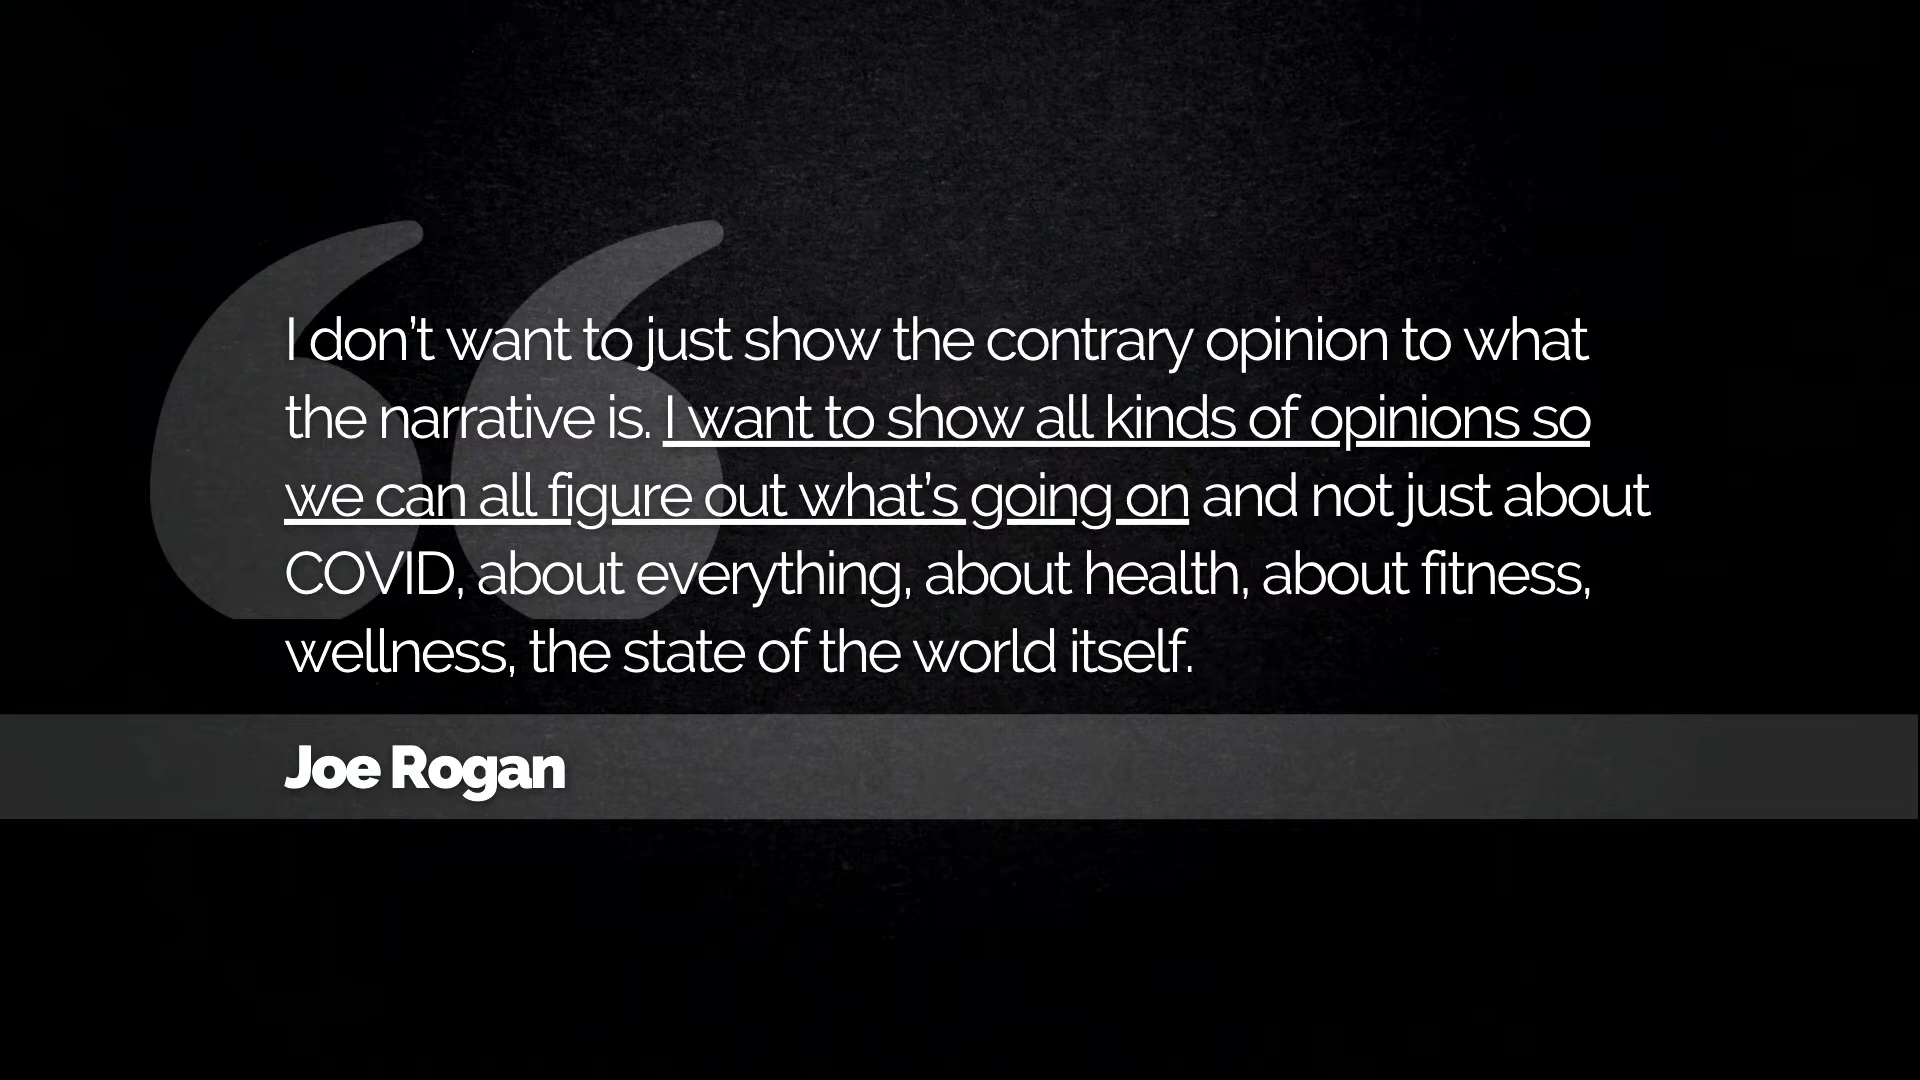 I don’t want to just show the contrary opinion to what
the narrative is. I want to show all kinds of opinions so
we can all figure out what’s going on and not just about
COVID, about everything, about health, about fitness,
wellness, the state of the world itself.
Joe Rogan